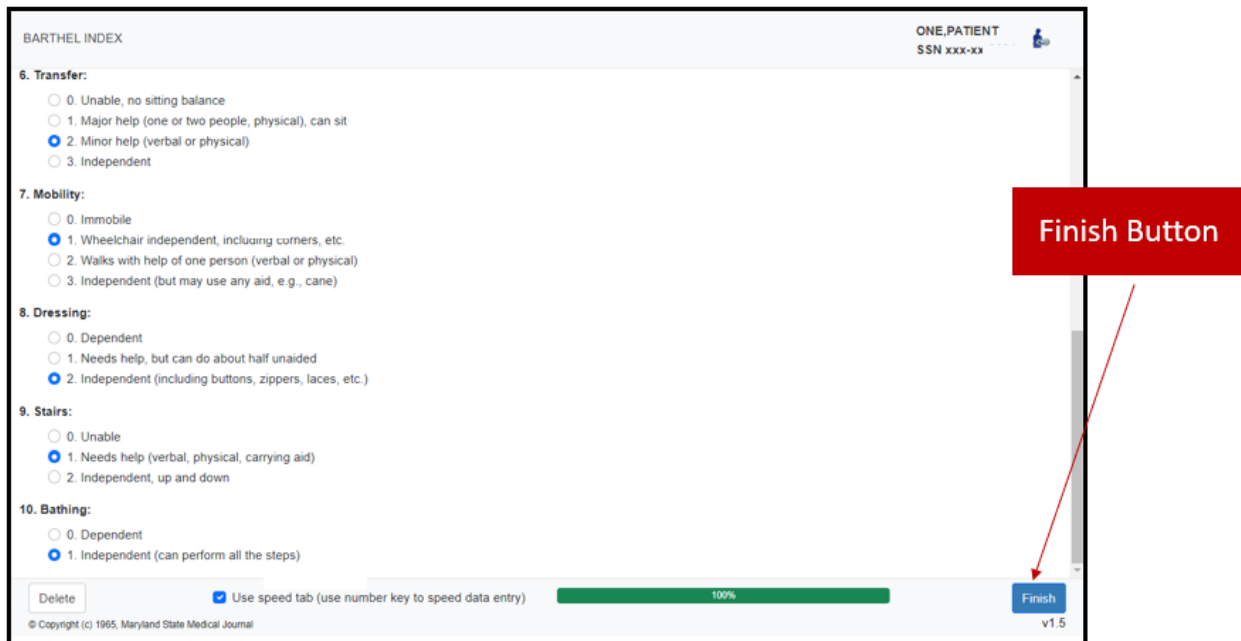 BARTHEL INDEX
ONE,PATIENT
SSN xxx-xx
6. Transfer:
0. Unable, no sitting balance
1. Major help (one or two people, physical), can sit
2. Minor help (verbal or physical)
3. Independent
7. Mobility:
0. Immobile
1. Wheelchair independent, including corners, etc.
2. Walks with help of one person (verbal or physical)
3. Independent (but may use any aid, e.g., cane)
Finish Button
8. Dressing:
0. Dependent
1. Needs help, but can do about half unaided
2. Independent (including buttons, zippers, laces, etc.)
9. Stairs:
0. Unable
1. Needs help (verbal, physical, carrying aid)
2. Independent, up and down
10. Bathing:
0. Dependent
1. Independent (can perform all the steps)
Delete
Use speed tab (use number key to speed data entry)
100%
Finish
© Copyright (c) 1965, Maryland State Medical Journal
v1.5